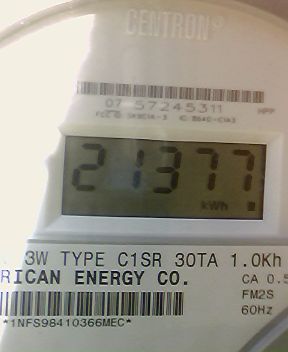 CENTRON®
07 57245311
21377
kWh
3W TYPE C1SR 30TA 1.0Kh
RICAN ENERGY CO.
CA 0.5
FM2S
60Hz
*1NFS98410366MEC*